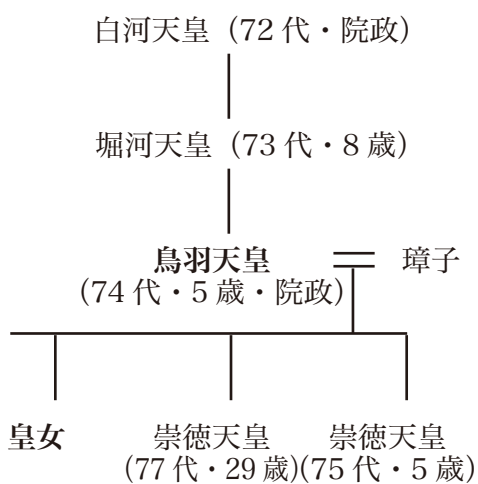 白河天皇（72代・院政）
堀河天皇（73代・8歳）
鳥羽天皇 璋子
（74代・5歳・院政）
皇女 崇徳天皇 崇徳天皇
（77代・29歳）（75代・5歳）